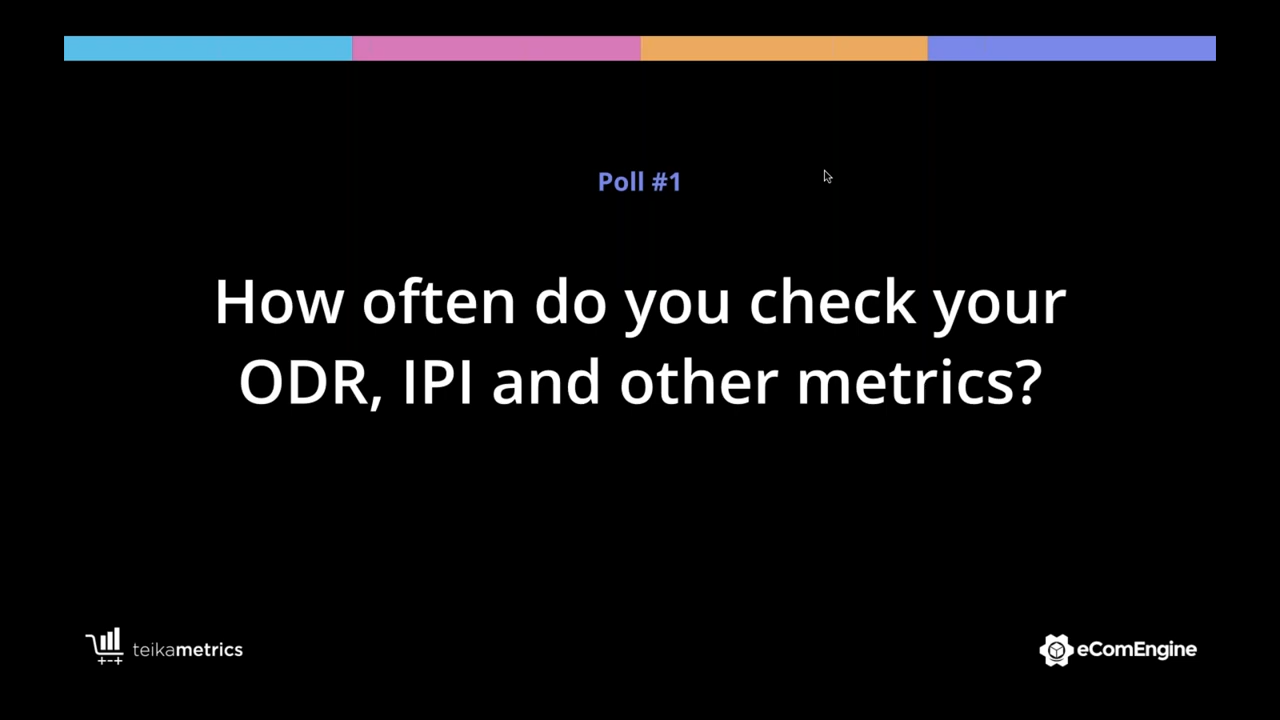 Poll #1
How often do you check your
ODR, IPI and other metrics?
teikametrics
eComEngine